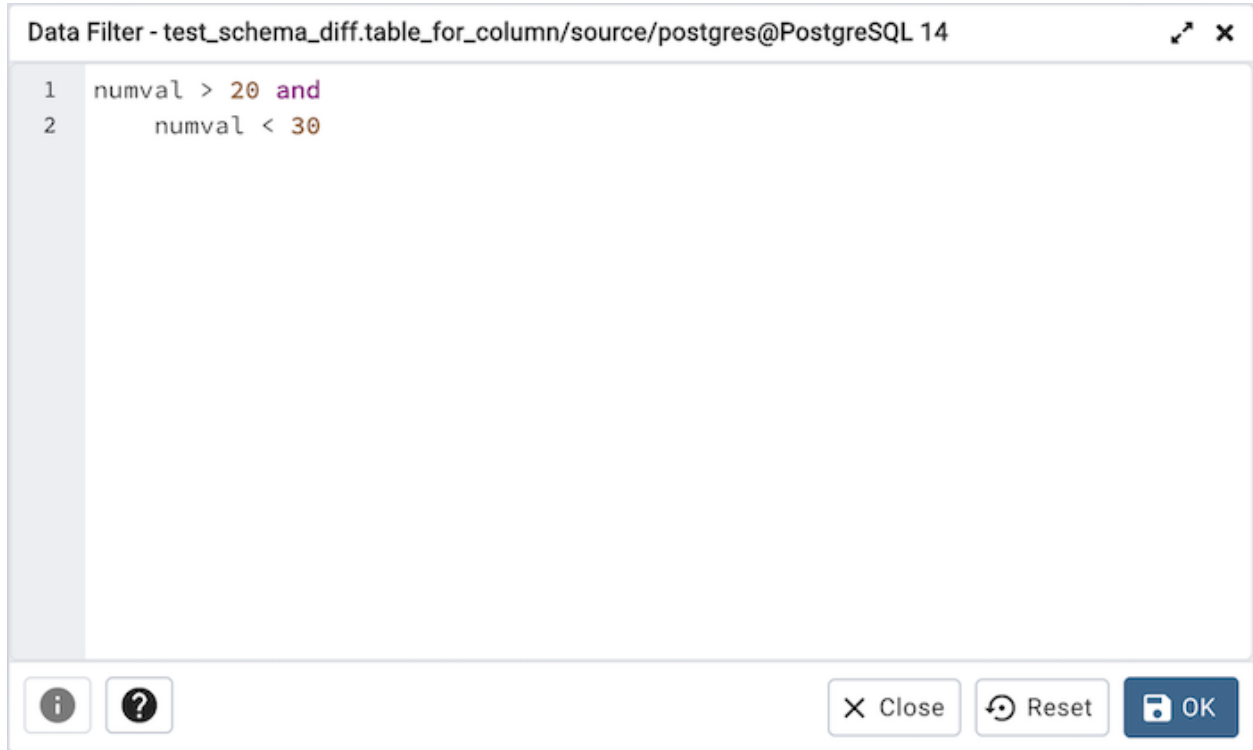 Data Filter - test_schema_diff.table_for_column/source/postgres@PostgreSQL 14
1 numval > 20 and
2     numval < 30
Close Reset OK